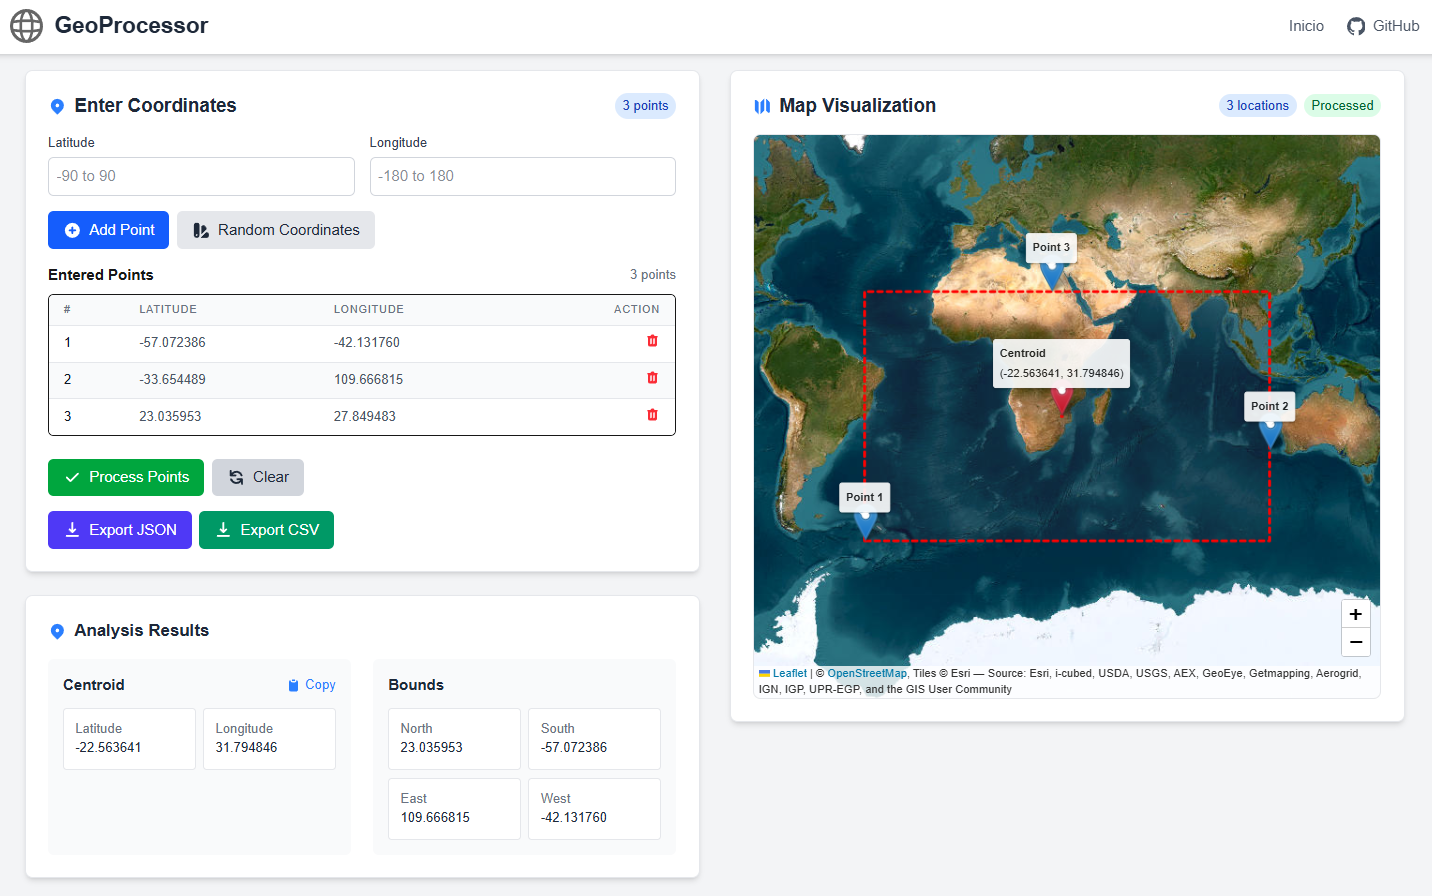 GeoProcessor
Inicio
GitHub
Enter Coordinates
3 points
Latitude
Longitude
-90 to 90
-180 to 180
Add Point
Random Coordinates
Entered Points
3 points
# LATITUDE LONGITUDE ACTION
1 -57.072386 -42.131760
2 -33.654489 109.666815
3 23.035953 27.849483
Process Points
Clear
Export JSON
Export CSV
Analysis Results
Centroid
Copy
Latitude
-22.563641
Longitude
31.794846
Bounds
North
23.035953
South
-57.072386
East
109.666815
West
-42.131760
Map Visualization
3 locations
Processed
Point 3
Centroid
(-22.563641, 31.794846)
Point 2
Point 1
+
−
Leaflet | © OpenStreetMap, Tiles © Esri — Source: Esri, i-cubed, USDA, USGS, AEX, GeoEye, Getmapping, Aerogrid,
IGN, IGP, UPR-EGP, and the GIS User Community